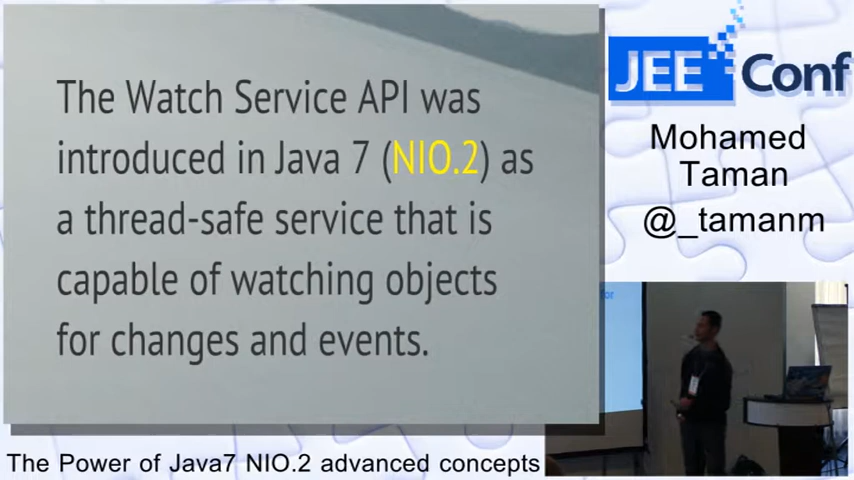 The Watch Service API was
introduced in Java 7 (NIO.2) as
a thread-safe service that is
capable of watching objects
for changes and events.
JEE Conf
Mohamed
Taman
@_tamanm
for
The Power of Java7 NIO.2 advanced concepts